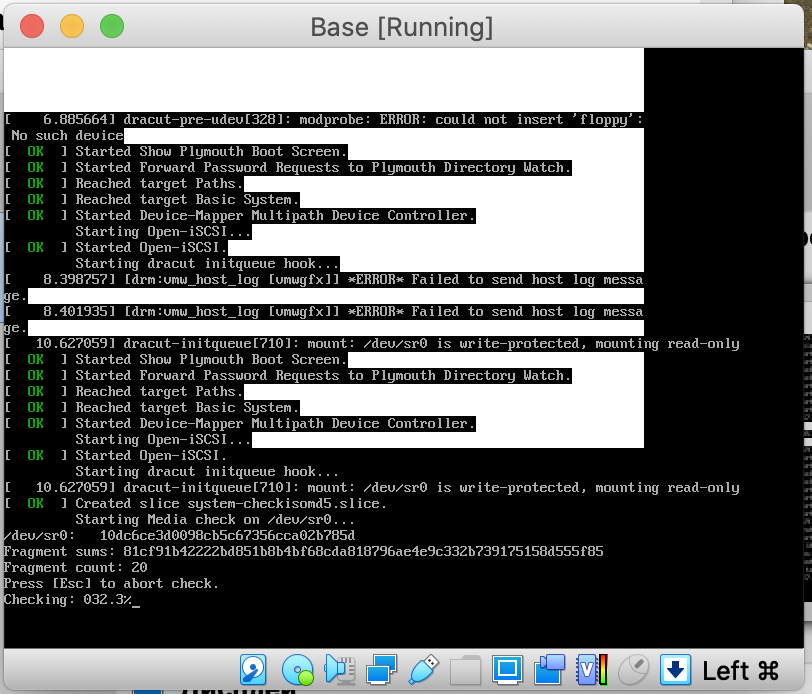 Base [Running]
[    6.885664] dracut-pre-udev[328]: modprobe: ERROR: could not insert 'floppy':
 No such device
[  OK  ] Started Show Plymouth Boot Screen.
[  OK  ] Started Forward Password Requests to Plymouth Directory Watch.
[  OK  ] Reached target Paths.
[  OK  ] Reached target Basic System.
[  OK  ] Started Device-Mapper Multipath Device Controller.
         Starting Open-iSCSI...
[  OK  ] Started Open-iSCSI.
         Starting dracut initqueue hook...
[    8.398757] [drm:vmw_host_log [vmwgfx]] *ERROR* Failed to send host log messa
ge.
[    8.401935] [drm:vmw_host_log [vmwgfx]] *ERROR* Failed to send host log messa
ge.
[   10.627059] dracut-initqueue[710]: mount: /dev/sr0 is write-protected, mounting read-only
[  OK  ] Started Show Plymouth Boot Screen.
[  OK  ] Started Forward Password Requests to Plymouth Directory Watch.
[  OK  ] Reached target Paths.
[  OK  ] Reached target Basic System.
[  OK  ] Started Device-Mapper Multipath Device Controller.
         Starting Open-iSCSI...
[  OK  ] Started Open-iSCSI.
         Starting dracut initqueue hook...
[   10.627059] dracut-initqueue[710]: mount: /dev/sr0 is write-protected, mounting read-only
[  OK  ] Created slice system-checkisomd5.slice.
         Starting Media check on /dev/sr0...
/dev/sr0:   10dc6ce3d0098cb5c67356cca02b785d
Fragment sums: 81cf91b42222bd851b8b4bf68cda818796ae4e9c332b739175158d555f85
Fragment count: 20
Press [Esc] to abort check.
Checking: 032.3%_
Left ⌘